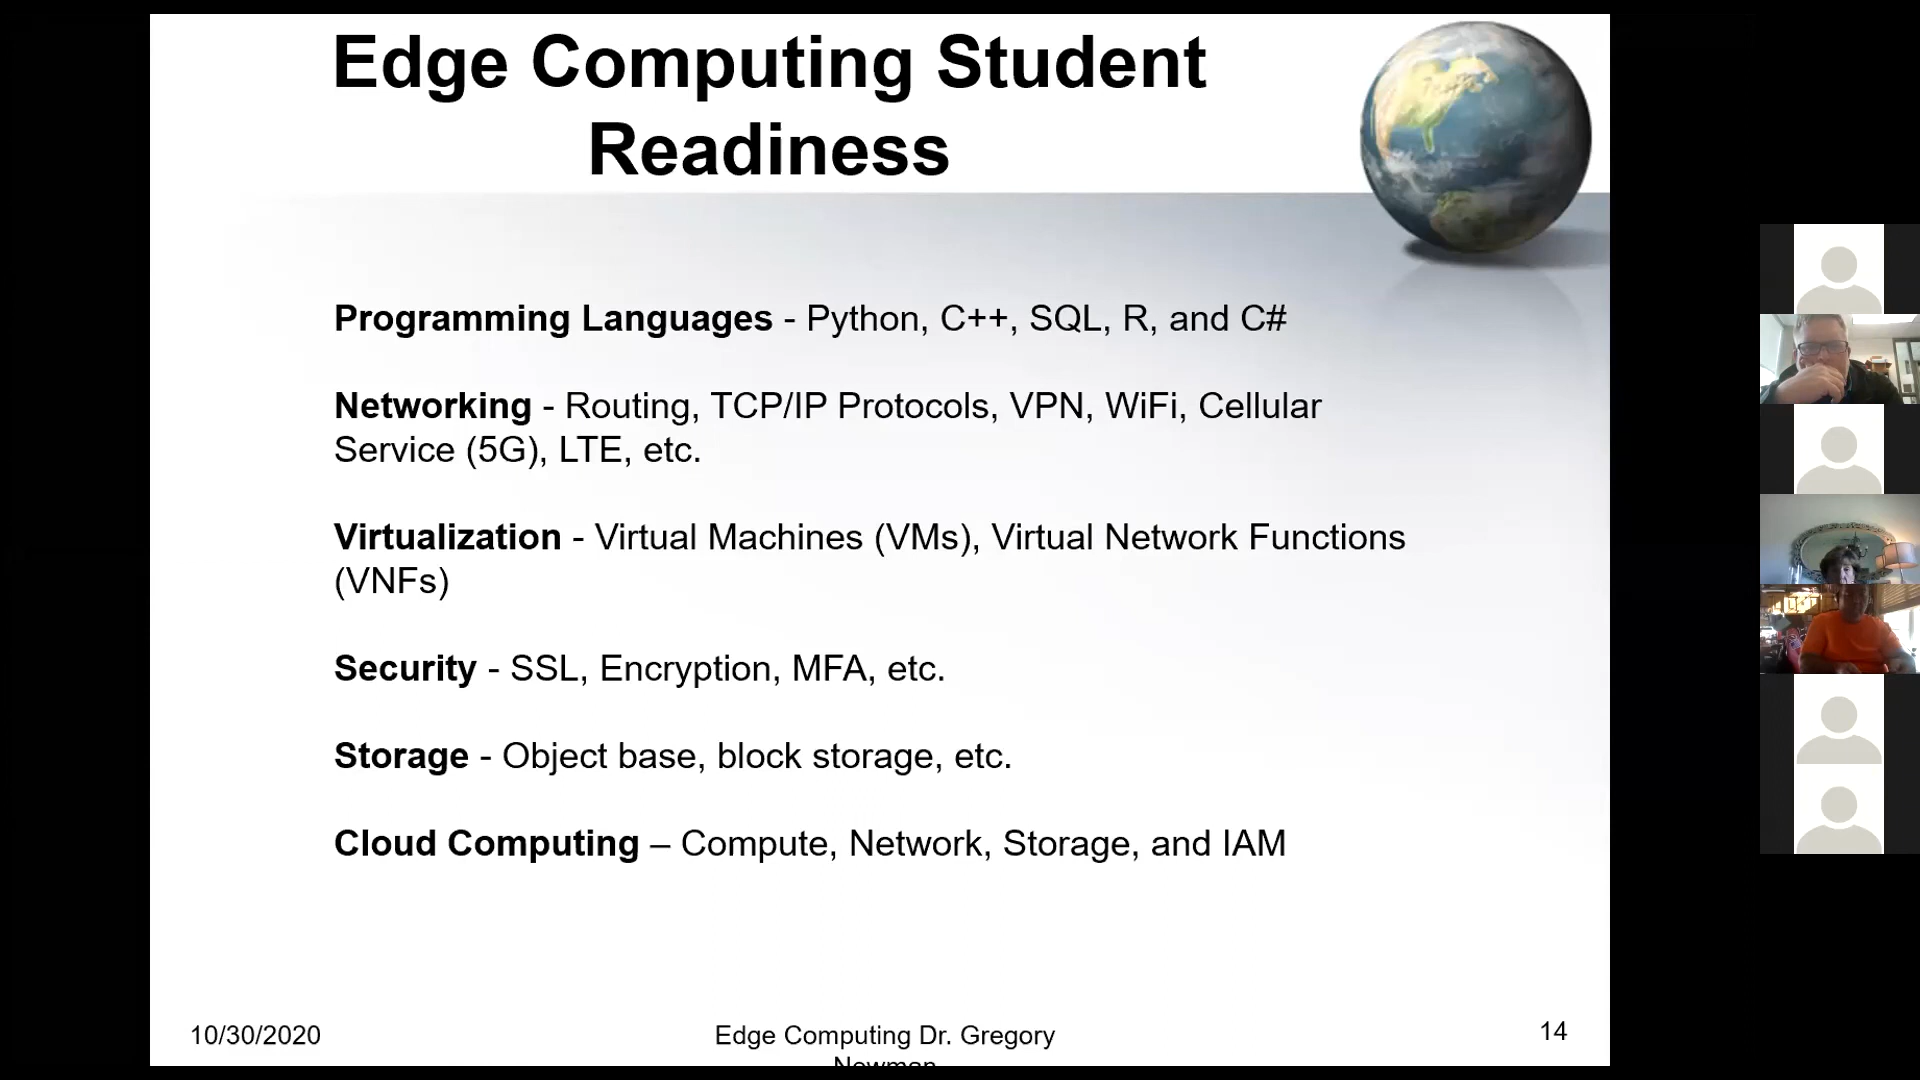 Edge Computing Student
Readiness
Programming Languages - Python, C++, SQL, R, and C#
Networking - Routing, TCP/IP Protocols, VPN, WiFi, Cellular
Service (5G), LTE, etc.
Virtualization - Virtual Machines (VMs), Virtual Network Functions
(VNFs)
Security - SSL, Encryption, MFA, etc.
Storage - Object base, block storage, etc.
Cloud Computing – Compute, Network, Storage, and IAM
10/30/2020
Edge Computing Dr. Gregory
Newman
14